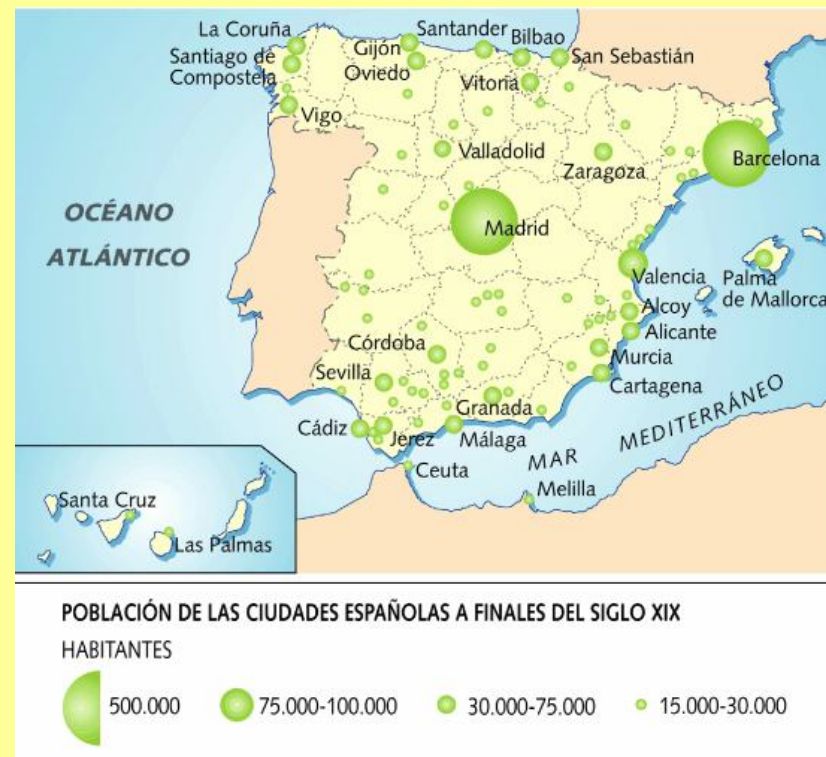 La Coruña
Santander
Gijón
Bilbao
Santiago de
Compostela
Oviedo
San Sebastián
Vitoria
Vigo
Valladolid
Zaragoza
Barcelona
OCÉANO
ATLÁNTICO
Madrid
Valencia
Palma
de Mallorca
Alcoy
Alicante
Córdoba
Murcia
Sevilla
Cartagena
Granada
Cádiz
Jerez
Málaga
MAR MEDITERRÁNEO
Ceuta
Melilla
Santa Cruz
Las Palmas
POBLACIÓN DE LAS CIUDADES ESPAÑOLAS A FINALES DEL SIGLO XIX
HABITANTES
500.000 75.000-100.000 30.000-75.000 15.000-30.000